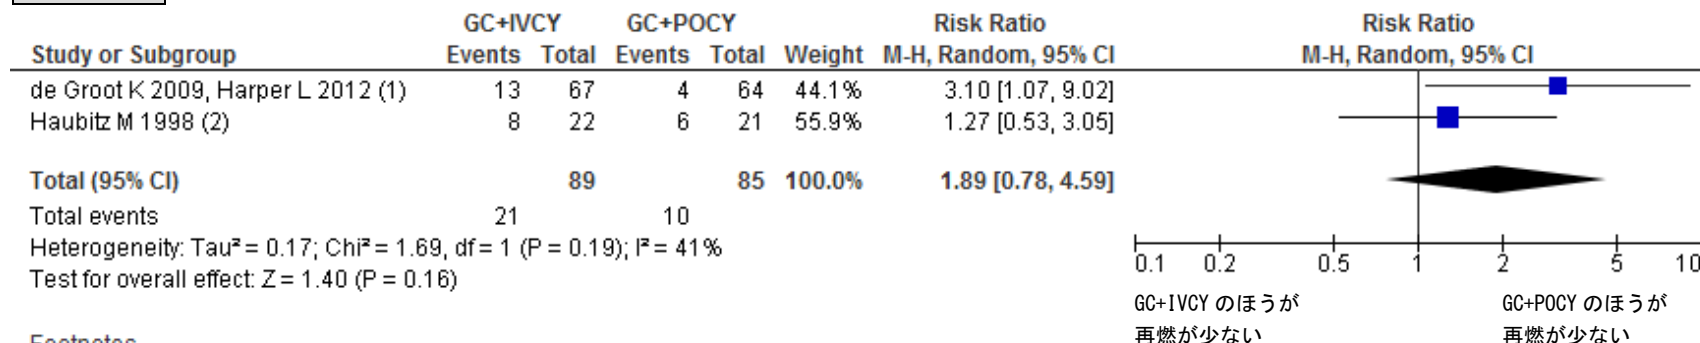 GC+IVCY GC+POCY Risk Ratio Risk Ratio
Study or Subgroup Events Total Events Total Weight M-H, Random, 95% CI M-H, Random, 95% CI
de Groot K 2009, Harper L 2012 (1) 13 67 4 64 44.1% 3.10 [1.07, 9.02]
Haubitz M 1998 (2) 8 22 6 21 55.9% 1.27 [0.53, 3.05]
Total (95% CI) 89 85 100.0% 1.89 [0.78, 4.59]
Total events 21 10
Heterogeneity: Tau² = 0.17; Chi² = 1.69, df = 1 (P = 0.19); I² = 41%
Test for overall effect: Z = 1.40 (P = 0.16)
0.1 0.2 0.5 1 2 5 10
GC+IVCY のほうが GC+POCY のほうが
再燃が少ない 再燃が少ない
Footnotes